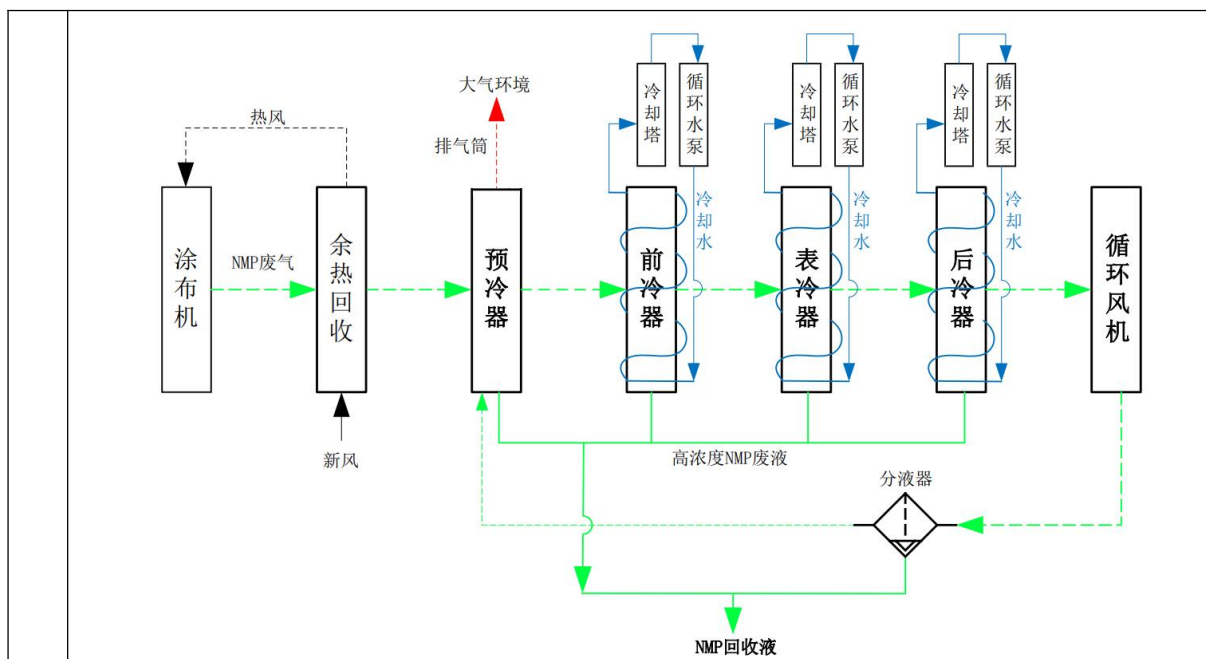 大气环境
排气筒
热风
冷却塔
循环水泵
冷却塔
循环水泵
冷却塔
循环水泵
冷却水
冷却水
冷却水
涂布机
NMP废气
余热回收
预冷器
前冷器
表冷器
后冷器
循环风机
新风
高浓度NMP废液
分液器
NMP回收液